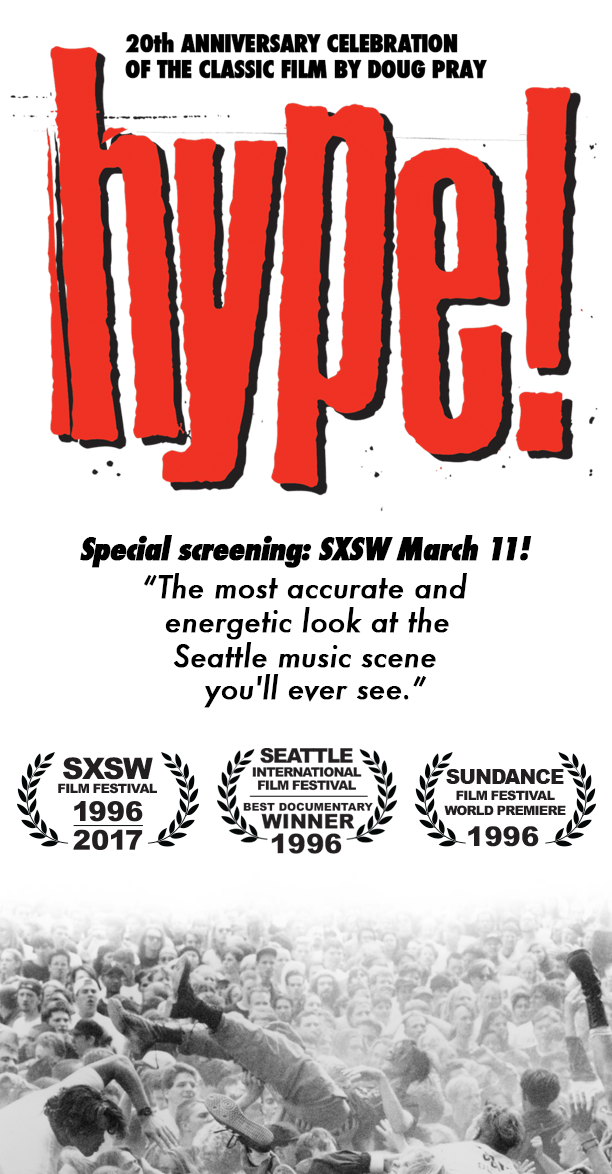 20th ANNIVERSARY CELEBRATION
OF THE CLASSIC FILM BY DOUG PRAY
hype!
Special screening: SXSW March 11!
“The most accurate and
energetic look at the
Seattle music scene
you'll ever see.”
SXSW
FILM FESTIVAL
1996
2017
SEATTLE
INTERNATIONAL
FILM FESTIVAL
BEST DOCUMENTARY
WINNER
1996
SUNDANCE
FILM FESTIVAL
WORLD PREMIERE
1996